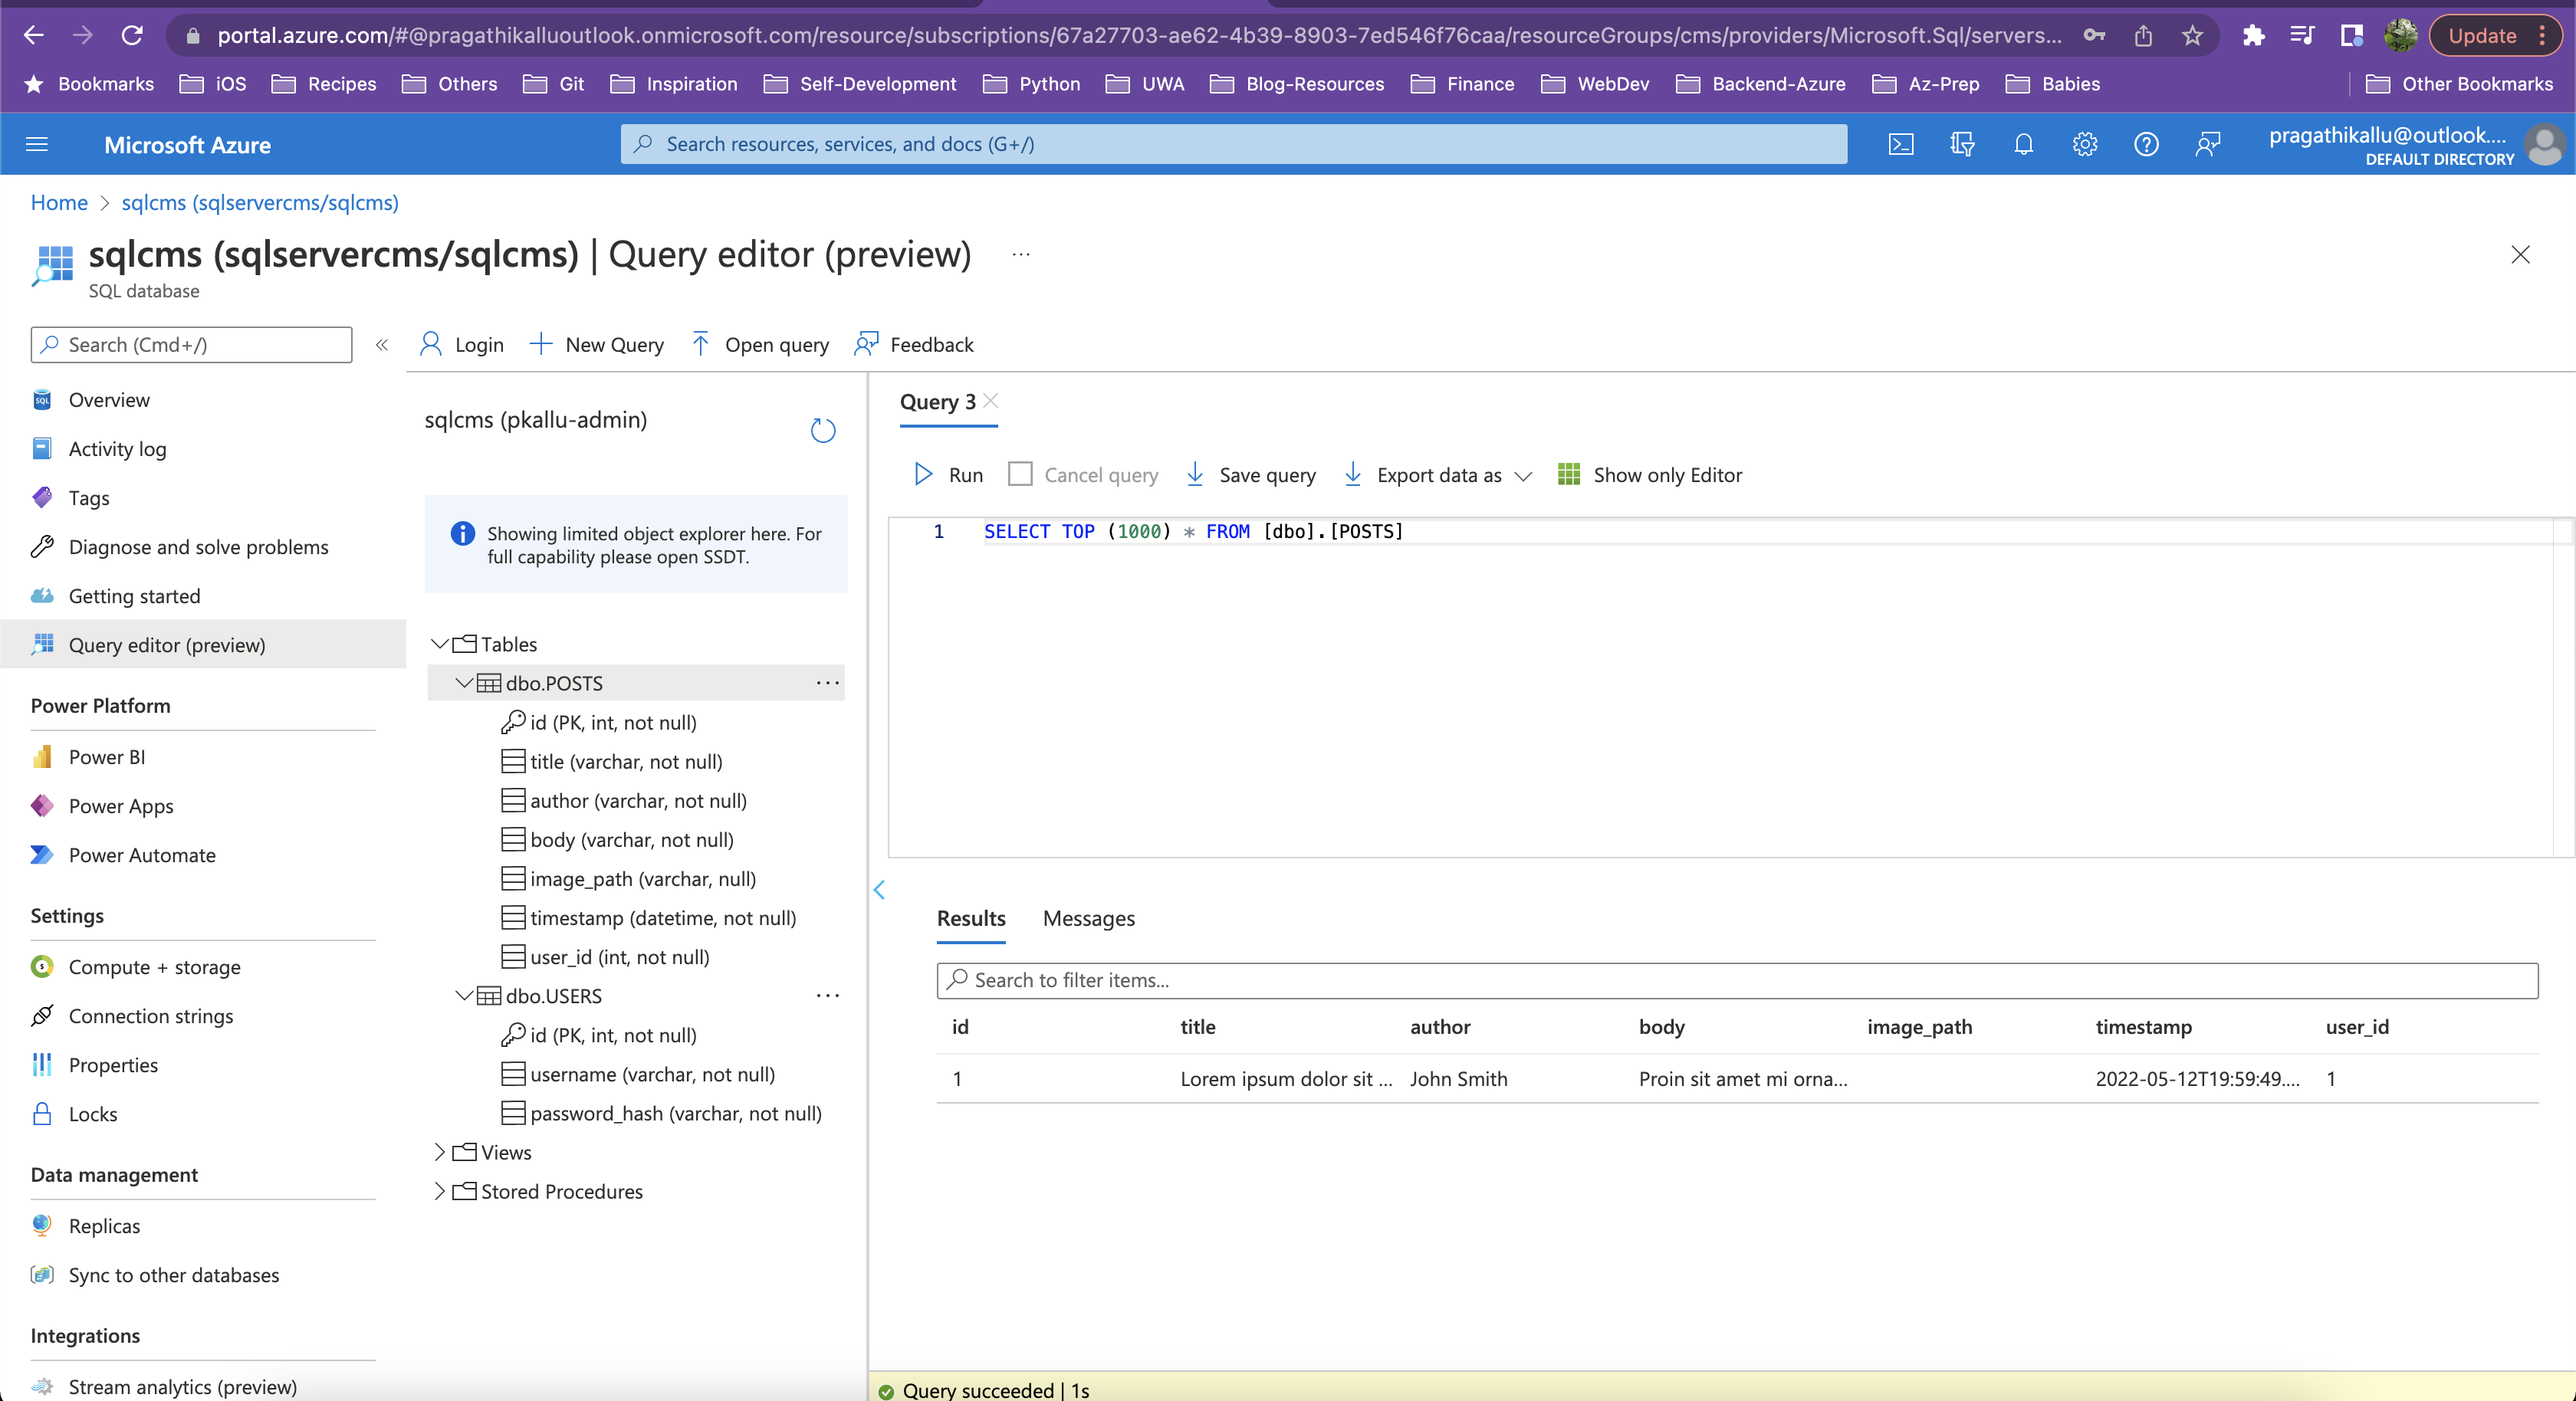 portal.azure.com/#@pragathikalluoutlook.onmicrosoft.com/resource/subscriptions/67a27703-ae62-4b39-8903-7ed546f76caa/resourceGroups/cms/providers/Microsoft.Sql/servers...
Update
Bookmarks
iOS
Recipes
Others
Git
Inspiration
Self-Development
Python
UWA
Blog-Resources
Finance
WebDev
Backend-Azure
Az-Prep
Babies
Other Bookmarks
Microsoft Azure
Search resources, services, and docs (G+/)
pragathikallu@outlook....
DEFAULT DIRECTORY
Home > sqlcms (sqlservercms/sqlcms)
sqlcms (sqlservercms/sqlcms) | Query editor (preview) ...
SQL database
Search (Cmd+/)
Login
New Query
Open query
Feedback
Overview
Activity log
Tags
Diagnose and solve problems
Getting started
Query editor (preview)
Power Platform
Power BI
Power Apps
Power Automate
Settings
Compute + storage
Connection strings
Properties
Locks
Data management
Replicas
Sync to other databases
Integrations
Stream analytics (preview)
sqlcms (pkallu-admin)
Showing limited object explorer here. For
full capability please open SSDT.
Tables
dbo.POSTS
id (PK, int, not null)
title (varchar, not null)
author (varchar, not null)
body (varchar, not null)
image_path (varchar, null)
timestamp (datetime, not null)
user_id (int, not null)
dbo.USERS
id (PK, int, not null)
username (varchar, not null)
password_hash (varchar, not null)
Views
Stored Procedures
Query 3
Run
Cancel query
Save query
Export data as
Show only Editor
1 SELECT TOP (1000) * FROM [dbo].[POSTS]
Results
Messages
Search to filter items...
id title author body image_path timestamp user_id
1 Lorem ipsum dolor sit ... John Smith Proin sit amet mi orna... 2022-05-12T19:59:49.... 1
Query succeeded | 1s